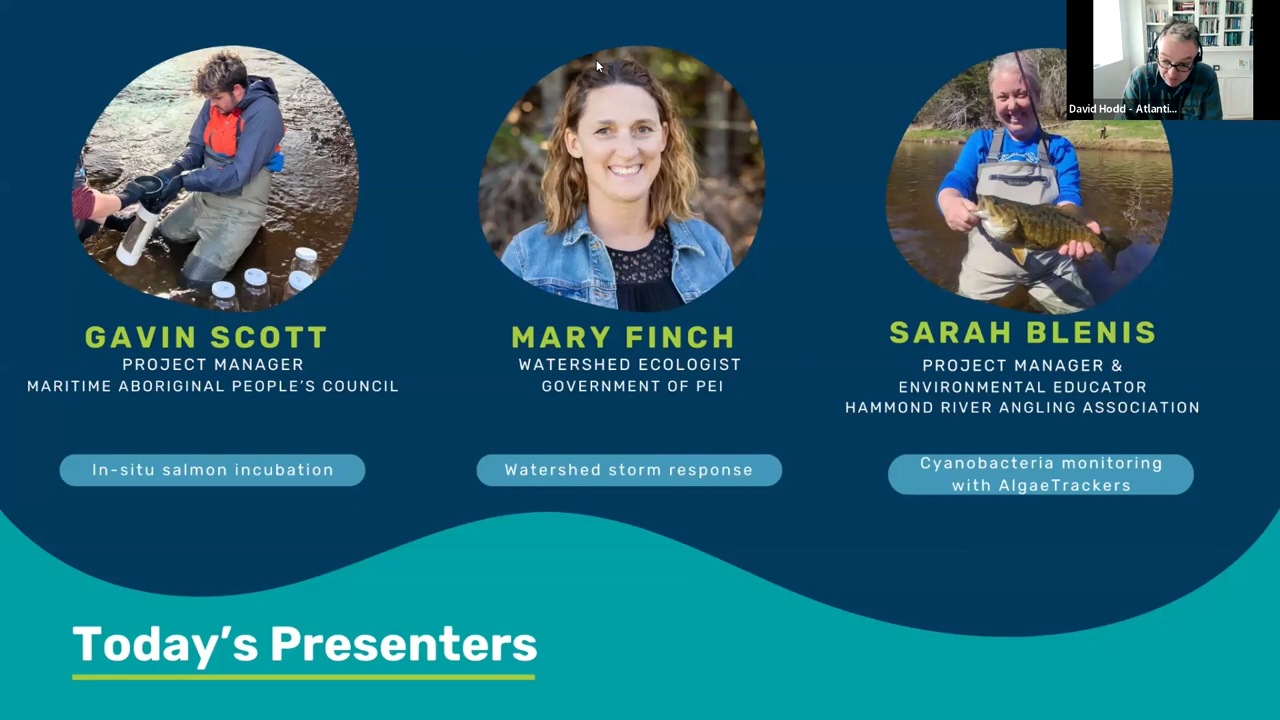 David Hodd - Atlanti...
GAVIN SCOTT
PROJECT MANAGER
MARITIME ABORIGINAL PEOPLE’S COUNCIL
In-situ salmon incubation
MARY FINCH
WATERSHED ECOLOGIST
GOVERNMENT OF PEI
Watershed storm response
SARAH BLENIS
PROJECT MANAGER &
ENVIRONMENTAL EDUCATOR
HAMMOND RIVER ANGLING ASSOCIATION
Cyanobacteria monitoring
with AlgaeTrackers
Today’s Presenters